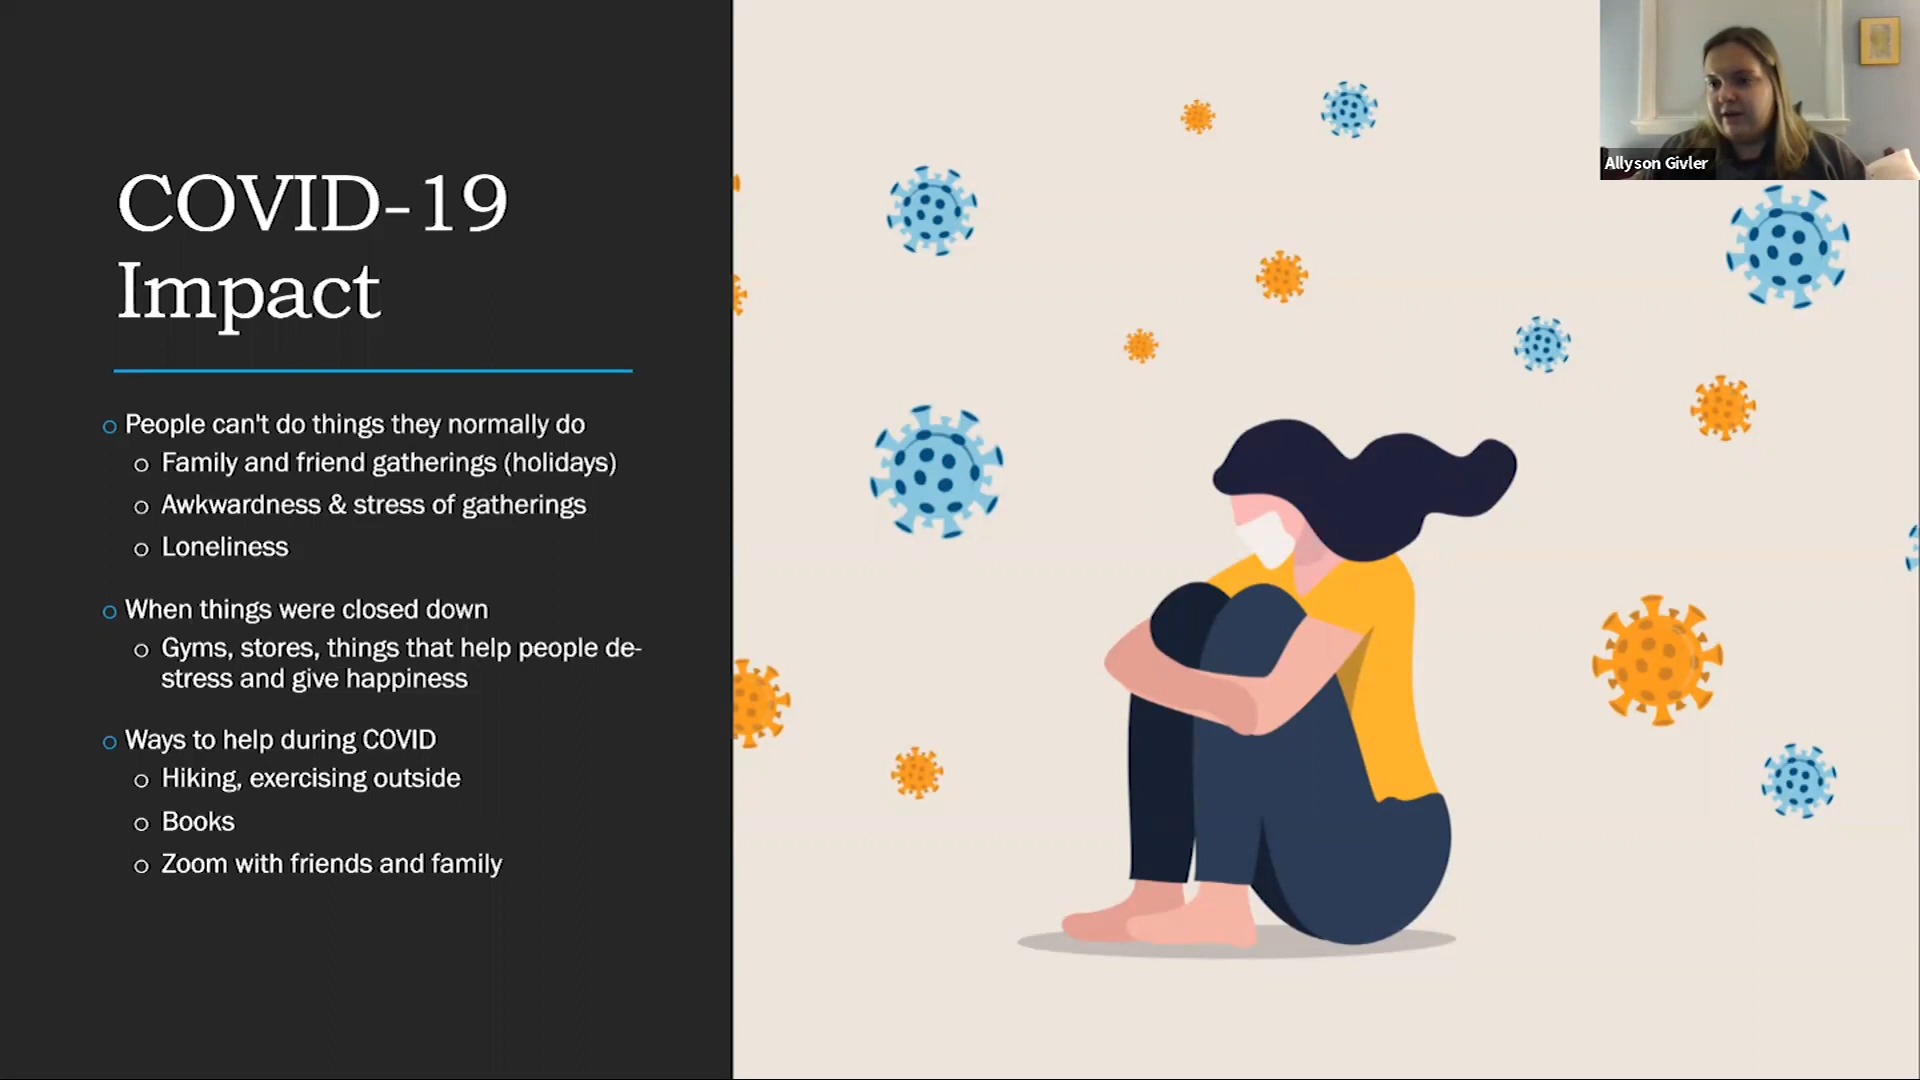 COVID-19
Impact
People can't do things they normally do
Family and friend gatherings (holidays)
Awkwardness & stress of gatherings
Loneliness
When things were closed down
Gyms, stores, things that help people de-
stress and give happiness
Ways to help during COVID
Hiking, exercising outside
Books
Zoom with friends and family
Allyson Givler